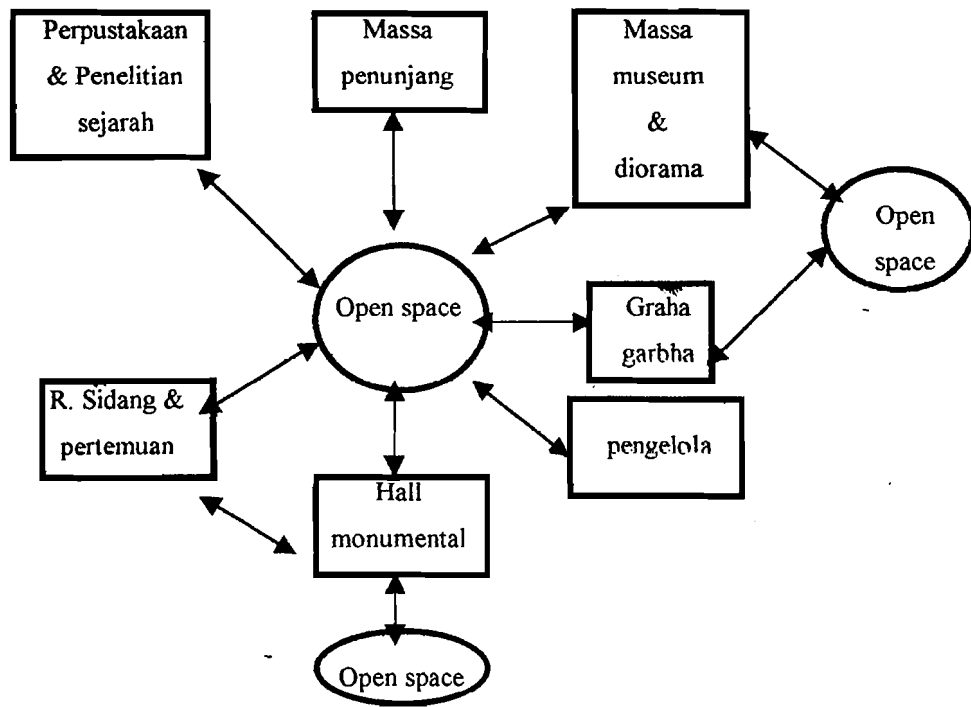 Perpustakaan
& Penelitian
sejarah
Massa
penunjang
Massa
museum
&
diorama
Open
space
Open space
Graha
garbha
R. Sidang &
pertemuan
pengelola
Hall
monumental
Open space